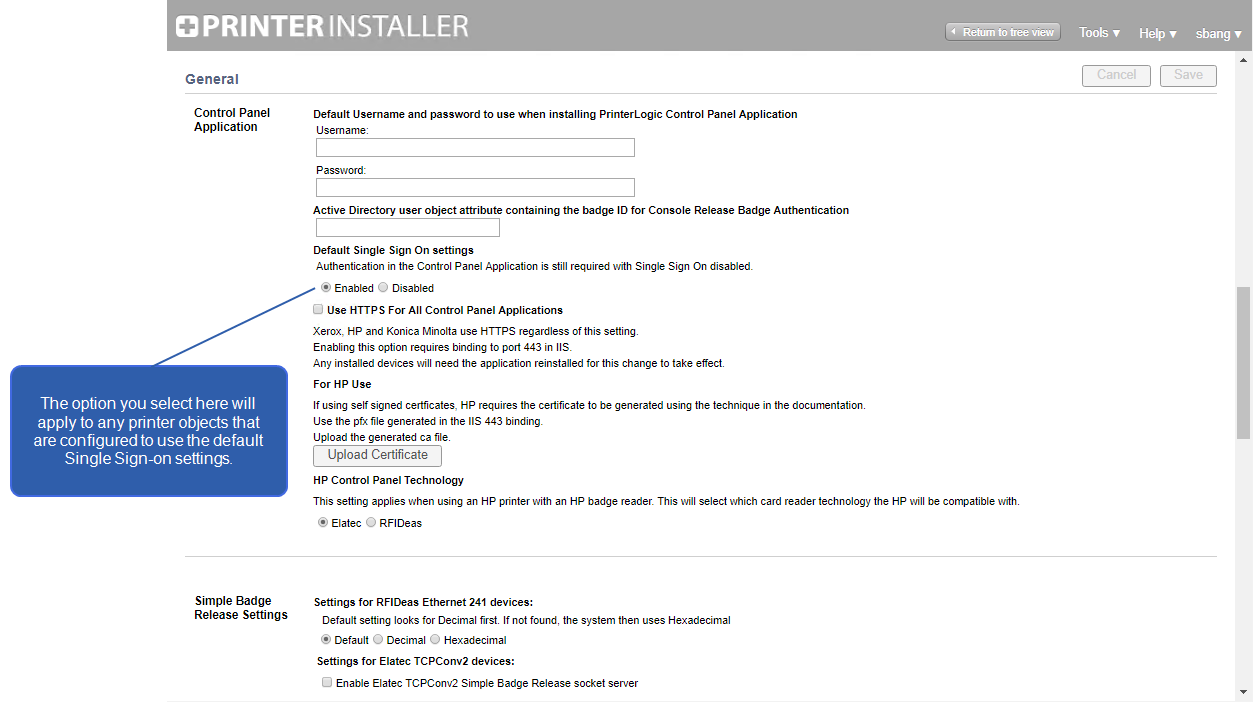 PRINTER INSTALLER
Return to tree view
Tools ▾
Help ▾
sbang ▾
General
Cancel
Save
Control Panel
Application
Default Username and password to use when installing PrinterLogic Control Panel Application
Username:
Password:
Active Directory user object attribute containing the badge ID for Console Release Badge Authentication
Default Single Sign On settings
Authentication in the Control Panel Application is still required with Single Sign On disabled.
Enabled Disabled
Use HTTPS For All Control Panel Applications
Xerox, HP and Konica Minolta use HTTPS regardless of this setting.
Enabling this option requires binding to port 443 in IIS.
Any installed devices will need the application reinstalled for this change to take effect.
The option you select here will
apply to any printer objects that
are configured to use the default
Single Sign-on settings.
For HP Use
If using self signed certficates, HP requires the certificate to be generated using the technique in the documentation.
Use the pfx file generated in the IIS 443 binding.
Upload the generated ca file.
Upload Certificate
HP Control Panel Technology
This setting applies when using an HP printer with an HP badge reader. This will select which card reader technology the HP will be compatible with.
Elatec RFIDeas
Simple Badge
Release Settings
Settings for RFIDeas Ethernet 241 devices:
Default setting looks for Decimal first. If not found, the system then uses Hexadecimal
Default Decimal Hexadecimal
Settings for Elatec TCPConv2 devices:
Enable Elatec TCPConv2 Simple Badge Release socket server